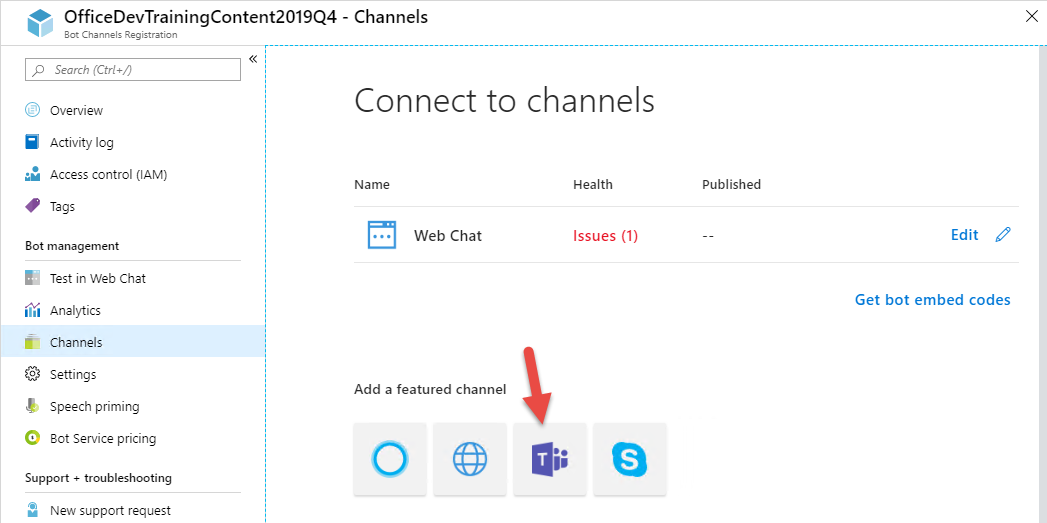 OfficeDevTrainingContent2019Q4 - Channels
Bot Channels Registration
Search (Ctrl+/)
Overview
Activity log
Access control (IAM)
Tags
Bot management
Test in Web Chat
Analytics
Channels
Settings
Speech priming
Bot Service pricing
Support + troubleshooting
New support request
Connect to channels
Name Health Published
Web Chat Issues (1) -- Edit
Get bot embed codes
Add a featured channel
T
S